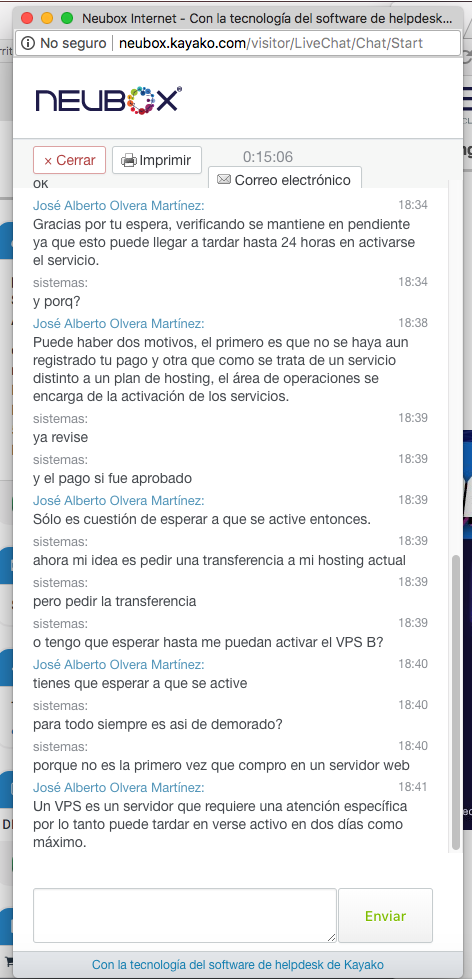 Neubox Internet - Con la tecnología del software de helpdesk...
No seguro | neubox.kayako.com/visitor/LiveChat/Chat/Start
NEUBOX
× Cerrar
Imprimir
0:15:06
Correo electrónico
OK
José Alberto Olvera Martínez: 18:34
Gracias por tu espera, verificando se mantiene en pendiente
ya que esto puede llegar a tardar hasta 24 horas en activarse
el servicio.
sistemas: 18:34
y porq?
José Alberto Olvera Martínez: 18:38
Puede haber dos motivos, el primero es que no se haya aun
registrado tu pago y otra que como se trata de un servicio
distinto a un plan de hosting, el área de operaciones se
encarga de la activación de los servicios.
sistemas: 18:39
ya revise
sistemas: 18:39
y el pago si fue aprobado
José Alberto Olvera Martínez: 18:39
Sólo es cuestión de esperar a que se active entonces.
sistemas: 18:39
ahora mi idea es pedir una transferencia a mi hosting actual
sistemas: 18:39
pero pedir la transferencia
sistemas: 18:39
o tengo que esperar hasta me puedan activar el VPS B?
José Alberto Olvera Martínez: 18:40
tienes que esperar a que se active
sistemas: 18:40
para todo siempre es asi de demorado?
sistemas: 18:40
porque no es la primero vez que compro en un servidor web
José Alberto Olvera Martínez: 18:41
Un VPS es un servidor que requiere una atención específica
por lo tanto puede tardar en verse activo en dos días como
máximo.
Enviar
Con la tecnología del software de helpdesk de Kayako